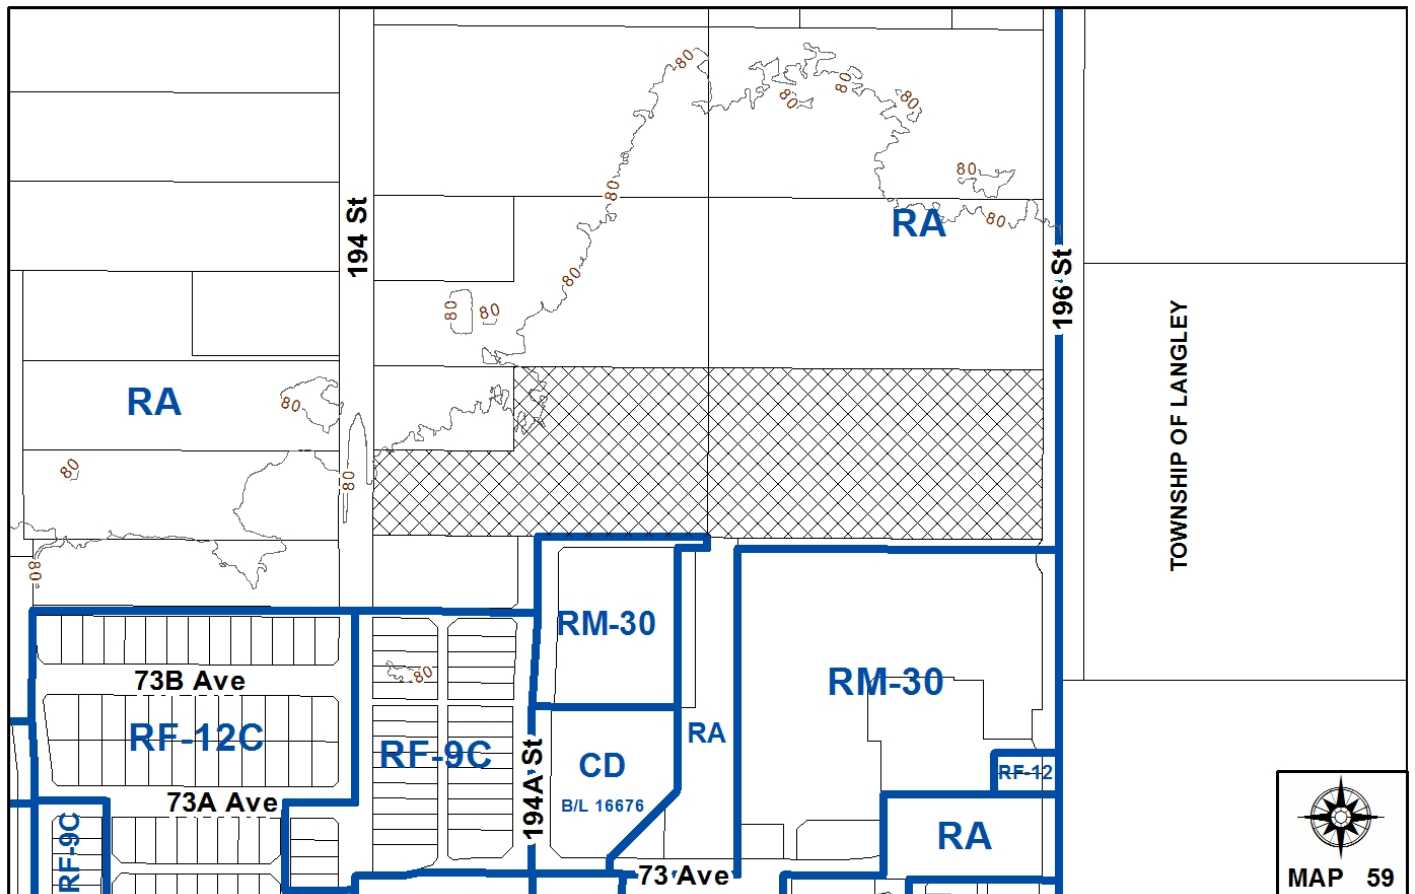 80
80
80
80
80
80
194 St
RA
80
196 St
80
80
80
TOWNSHIP OF LANGLEY
RA
80
80
80
80
RM-30
73B Ave
80
RM-30
RF-12C
RF-9C
RA
CD
RF-12
73A Ave
194A St
B/L 16676
RF-9C
RA
73 Ave
MAP 59